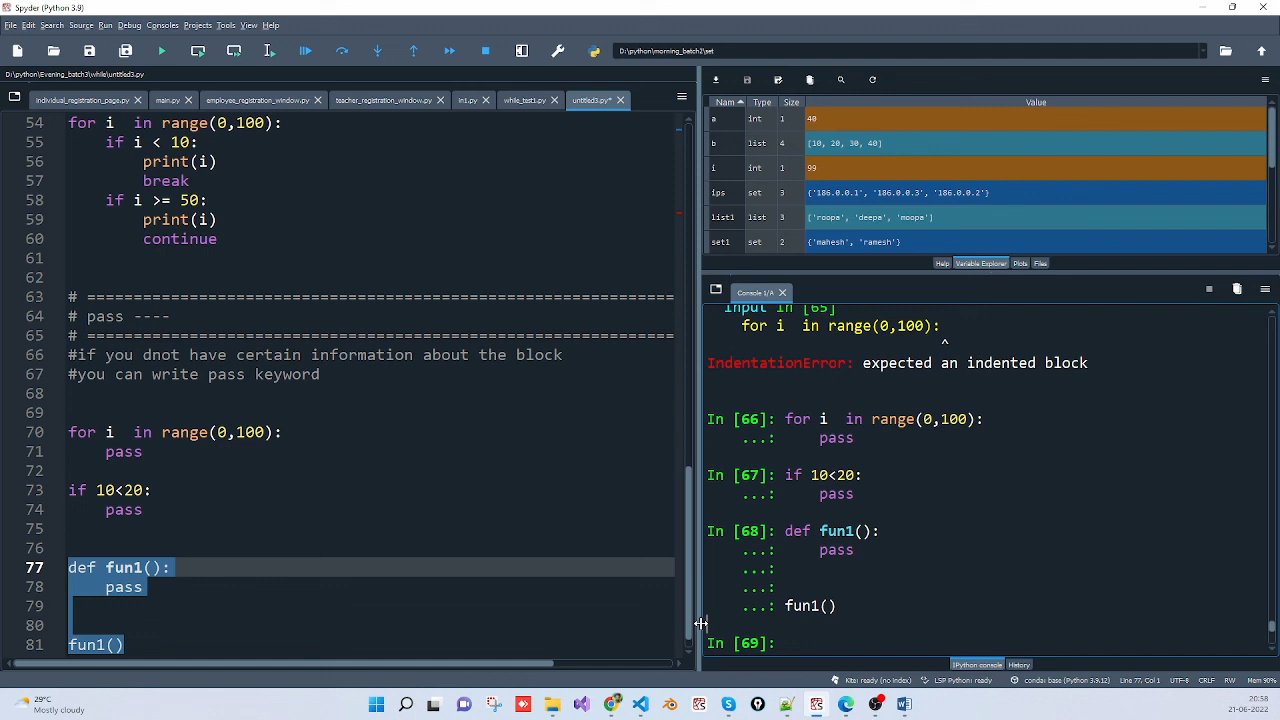 Spyder (Python 3.9)
File Edit Search Source Run Debug Consoles Projects Tools View Help
D:\python\morning_batch2\set
D:\python\Evening_batch3\while\untitled3.py
individual_registration_page.py main.py employee_registration_window.py teacher_registration_window.py in1.py while_test1.py untitled3.py*
54 for i  in range(0,100):
55     if i < 10:
56         print(i)
57         break
58     if i >= 50:
59         print(i)
60         continue
61
62
63 # ===============================================================
64 # pass ----
65 # ===============================================================
66 #if you dnot have certain information about the block
67 #you can write pass keyword
68
69
70 for i  in range(0,100):
71     pass
72
73 if 10<20:
74     pass
75
76
77 def fun1():
78     pass
79
80
81 fun1()
Nam Type Size Value
a int 1 40
b list 4 [10, 20, 30, 40]
i int 1 99
ips set 3 {'186.0.0.1', '186.0.0.3', '186.0.0.2'}
list1 list 3 ['roopa', 'deepa', 'moopa']
set1 set 2 {'mahesh', 'ramesh'}
Help Variable Explorer Plots Files
Console 1/A
Input In [65]
for i  in range(0,100):
^
IndentationError: expected an indented block
In [66]: for i  in range(0,100):
...:     pass
In [67]: if 10<20:
...:     pass
In [68]: def fun1():
...:     pass
...:
...:
...: fun1()
In [69]:
IPython console History
Kite: ready (no index) LSP Python: ready conda: base (Python 3.9.12) Line 77, Col 1 UTF-8 CRLF RW Mem 90%
29°C
Mostly cloudy
20:38
21-06-2022